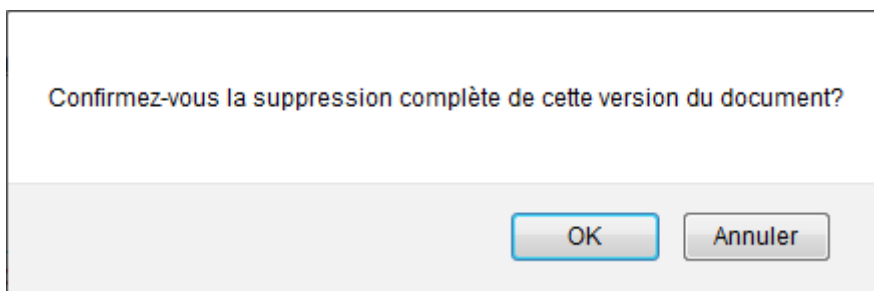 Confirmez-vous la suppression complète de cette version du document?
OK
Annuler